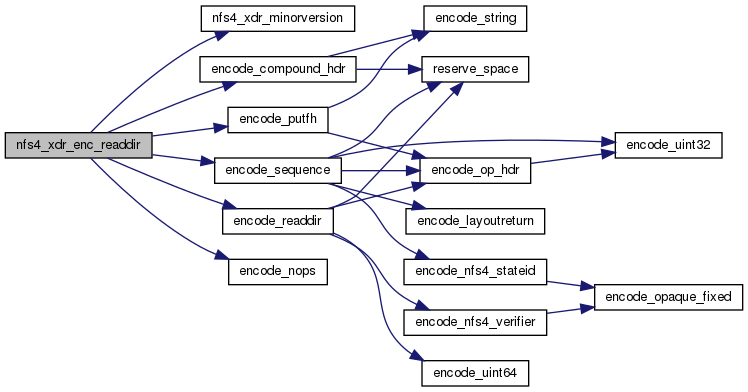 nfs4_xdr_minorversion
encode_string
encode_compound_hdr
reserve_space
encode_putfh
nfs4_xdr_enc_readdir
encode_uint32
encode_sequence
encode_op_hdr
encode_readdir
encode_layoutreturn
encode_nops
encode_nfs4_stateid
encode_opaque_fixed
encode_nfs4_verifier
encode_uint64